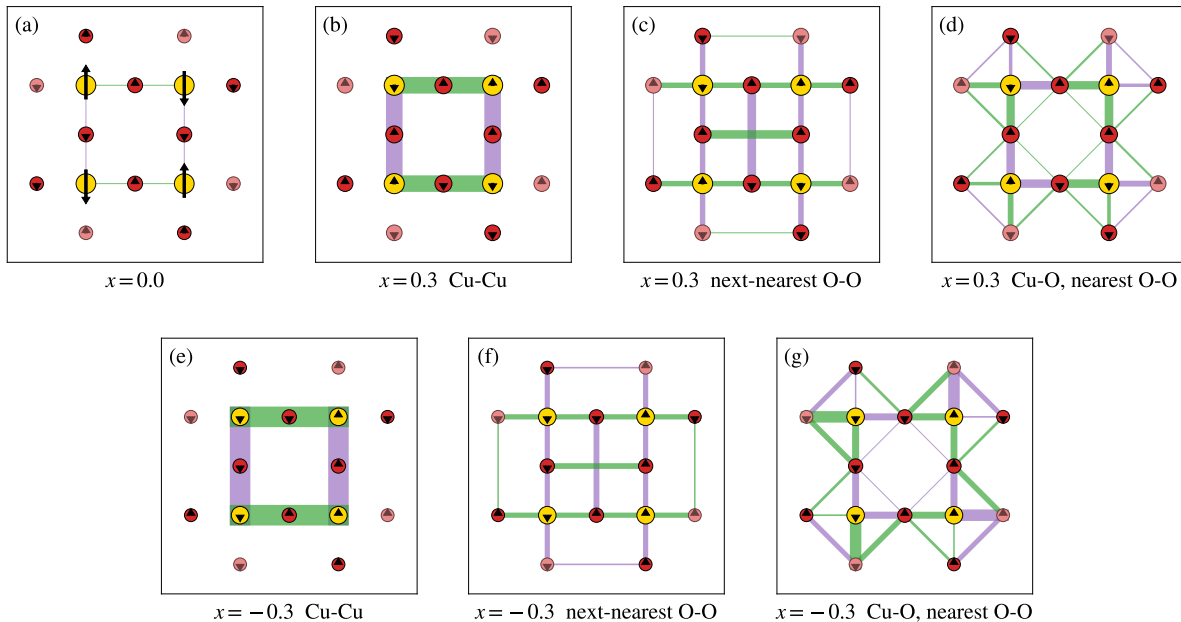 (a)
(b)
(c)
(d)
x = 0.0
x = 0.3 Cu-Cu
x = 0.3 next-nearest O-O
x = 0.3 Cu-O, nearest O-O
(e)
(f)
(g)
x = −0.3 Cu-Cu
x = −0.3 next-nearest O-O
x = −0.3 Cu-O, nearest O-O